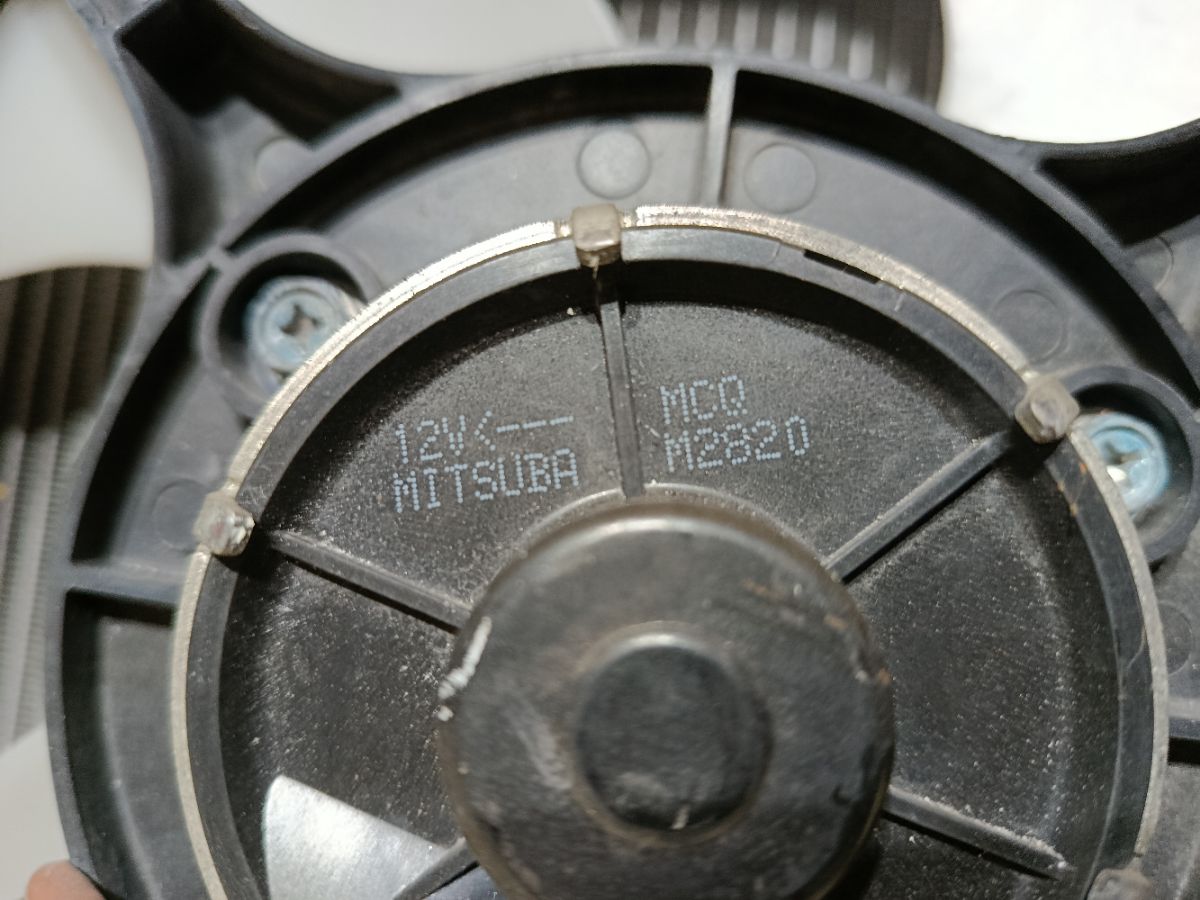 12V<--- MCQ
MITSUBA M2820